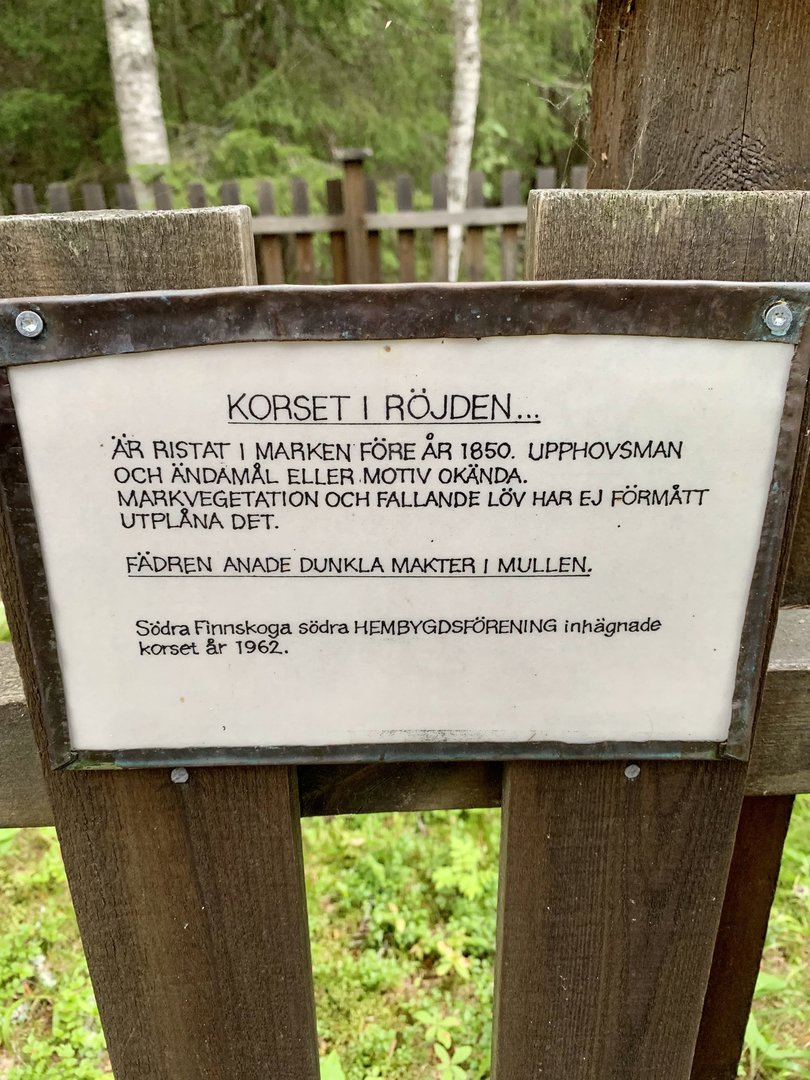 KORSET I RÖJDEN...
ÄR RISTAT I MARKEN FÖRE ÅR 1850. UPPHOVSMAN
OCH ÄNDAMÅL ELLER MOTIV OKÄNDA.
MARKVEGETATION OCH FALLANDE LÖV HAR EJ FÖRMÅTT
UTPLÅNA DET.
FÄDREN ANADE DUNKLA MAKTER I MULLEN.
Södra Finnskoga södra HEMBYGDSFÖRENING inhägnade
korset år 1962.